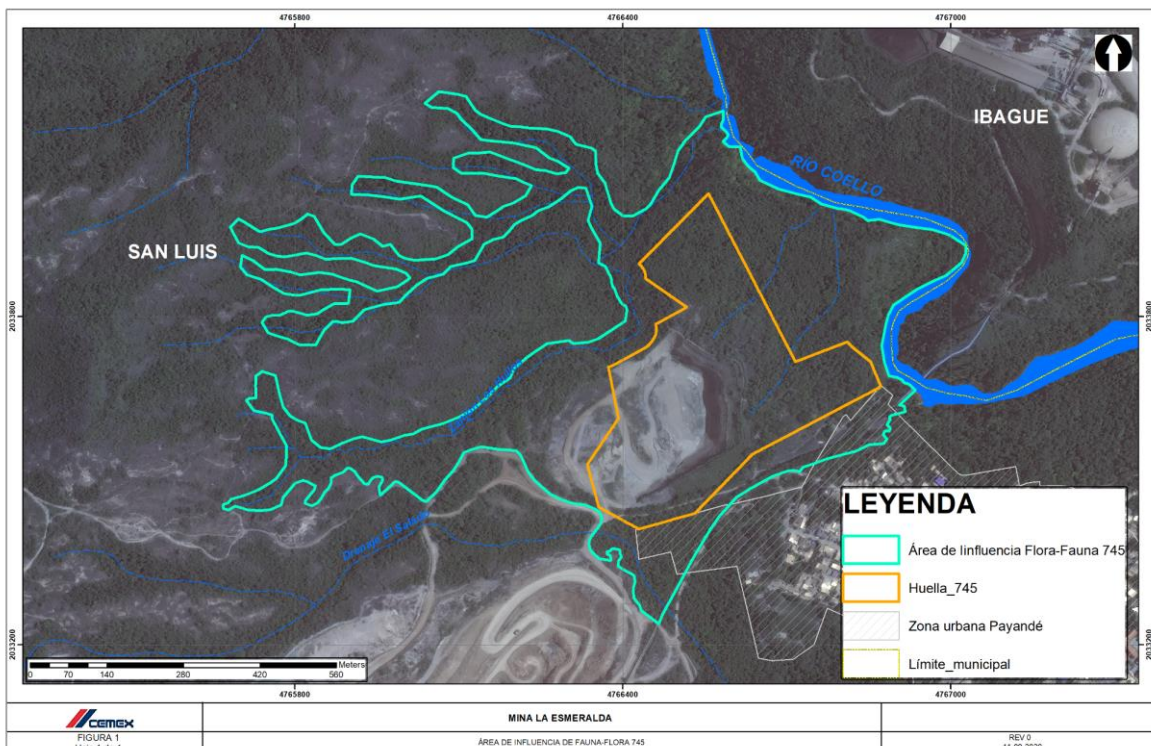 4765800
4766400
4767000
IBAGUE
RIO COELLO
SAN LUIS
2033800
2033800
Drenaje El
LEYENDA
Área de Iinfluencia Flora-Fauna 745
Huella_745
Zona urbana Payandé
Límite_municipal
2033200
2033200
Meters
0 70 140 280 420 560
4765800
4766400
4767000
CEMEX
FIGURA 1
MINA LA ESMERALDA
ÁREA DE INFLUENCIA DE FAUNA-FLORA 745
REV 0